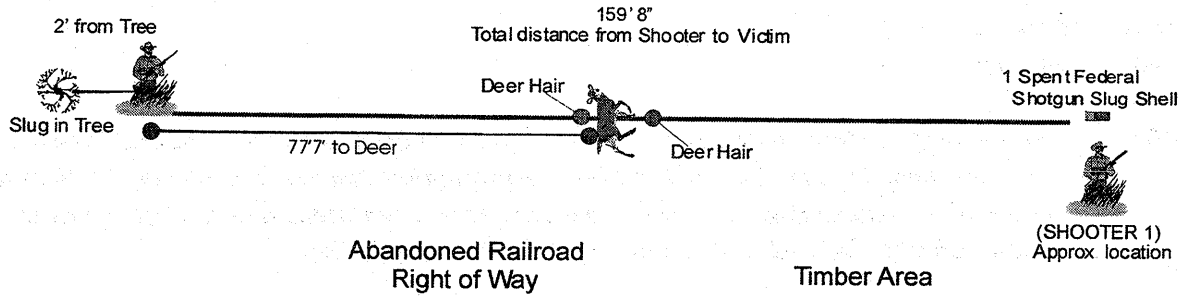 159' 8"
Total distance from Shooter to Victim
2' from Tree
Deer Hair
1 Spent Federal
Shotgun Slug Shell
Slug in Tree
77'7' to Deer
Deer Hair
(SHOOTER 1)
Approx. location
Abandoned Railroad
Right of Way
Timber Area